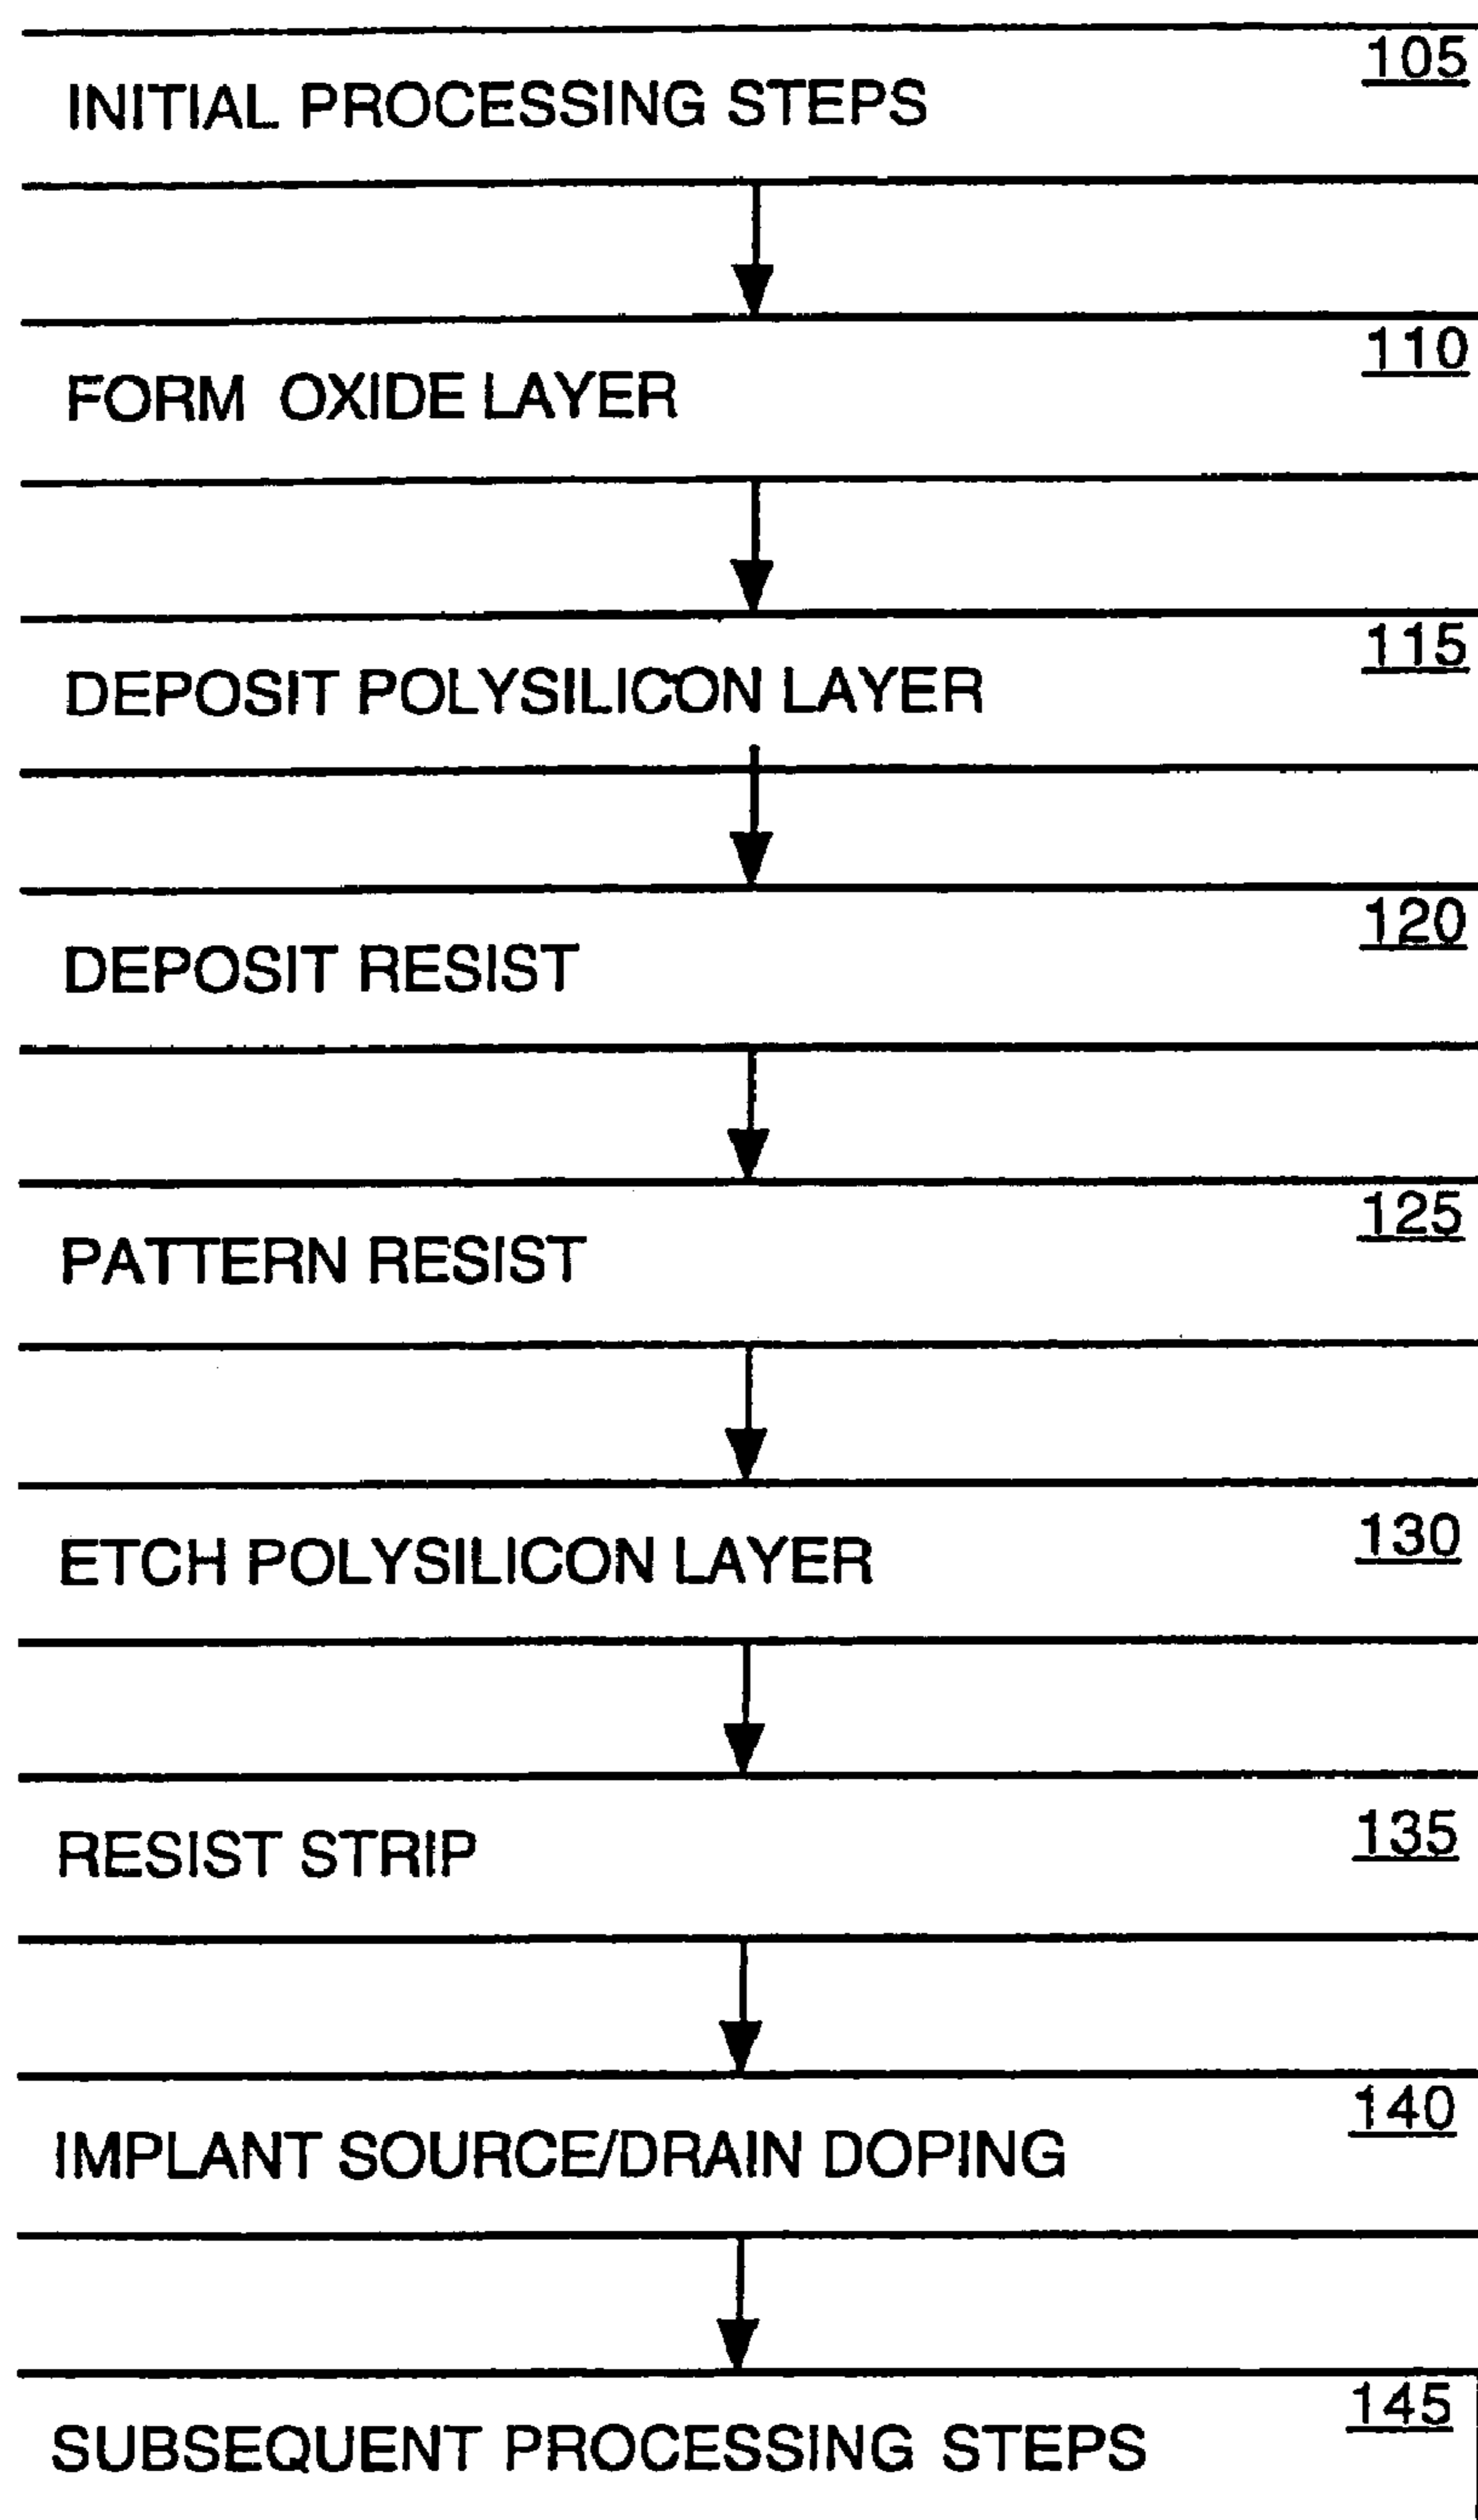 105
INITIAL PROCESSING STEPS
110
FORM OXIDE LAYER
115
DEPOSIT POLYSILICON LAYER
120
DEPOSIT RESIST
125
PATTERN RESIST
130
ETCH POLYSILICON LAYER
135
RESIST STRIP
140
IMPLANT SOURCE/DRAIN DOPING
145
SUBSEQUENT PROCESSING STEPS